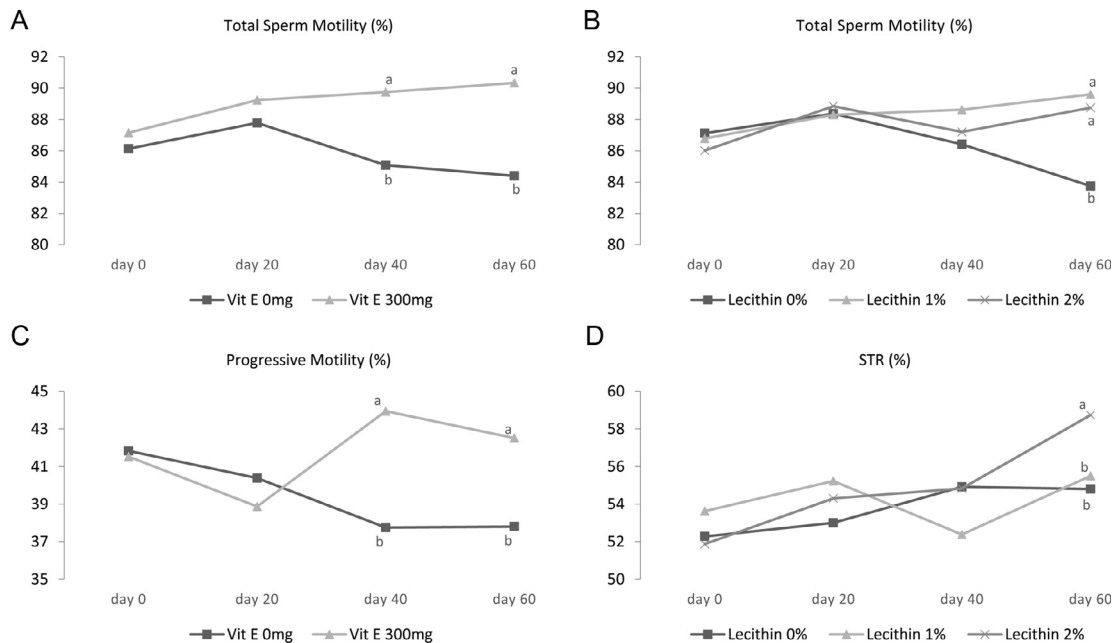 A
Total Sperm Motility (%)
92
90
88
86
84
82
80
a
a
b
b
day 0 day 20 day 40 day 60
Vit E 0mg Vit E 300mg
B
Total Sperm Motility (%)
92
90
88
86
84
82
80
a
a
b
day 0 day 20 day 40 day 60
Lecithin 0% Lecithin 1% Lecithin 2%
C
Progressive Motility (%)
45
43
41
39
37
35
a
a
b
b
day 0 day 20 day 40 day 60
Vit E 0mg Vit E 300mg
D
STR (%)
60
58
56
54
52
50
a
b
b
day 0 day 20 day 40 day 60
Lecithin 0% Lecithin 1% Lecithin 2%